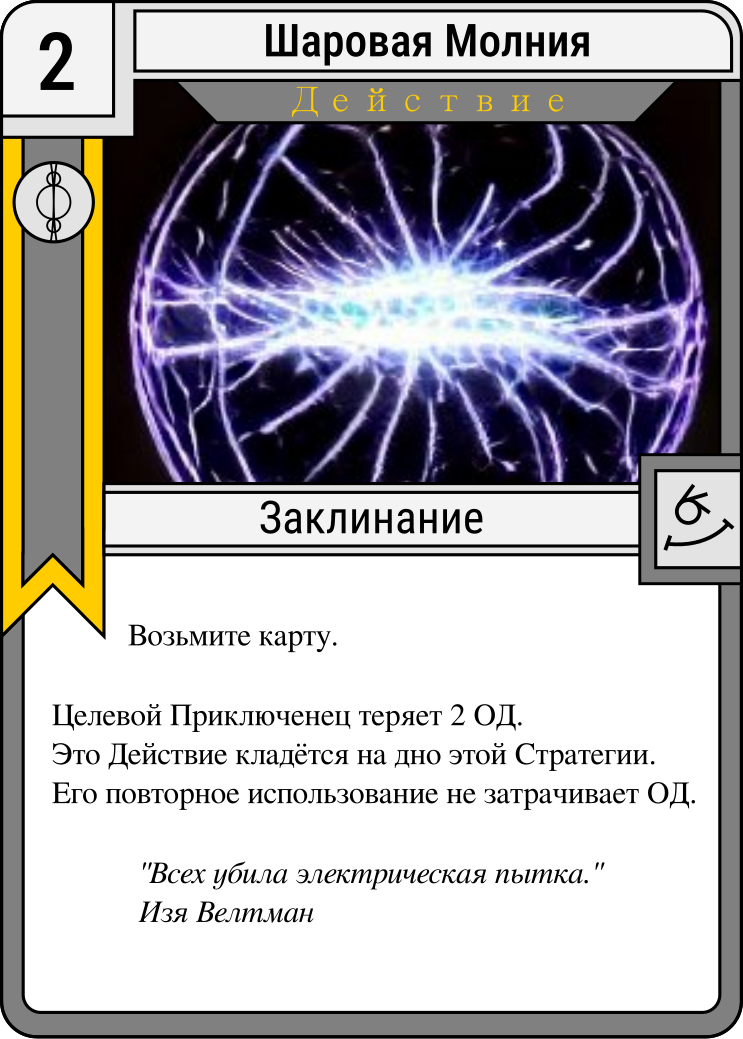 2
Шаровая Молния
Действие
Заклинание
Возьмите карту.
Целевой Приключенец теряет 2 ОД.
Это Действие кладётся на дно этой Стратегии.
Его повторное использование не затрачивает ОД.
"Всех убила электрическая пытка."
Изя Велтман